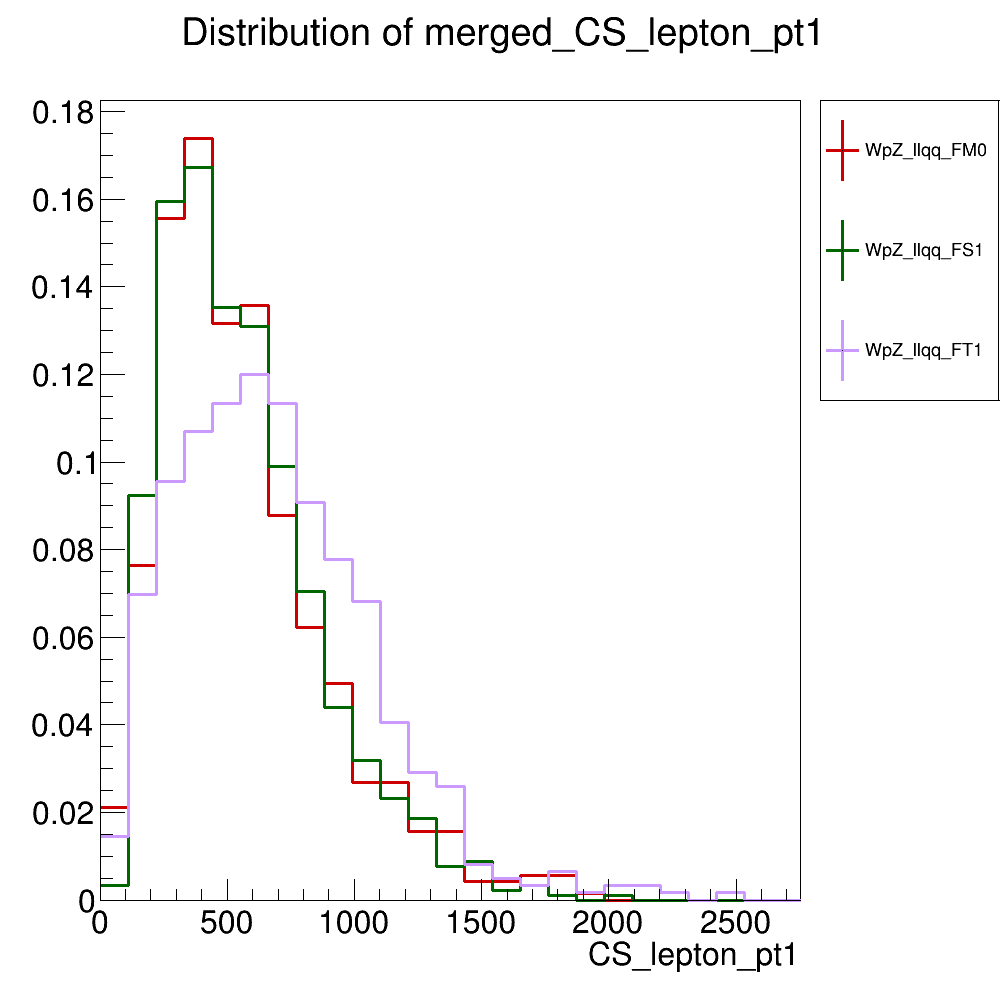 Distribution of merged_CS_lepton_pt1
0.18
0.16
0.14
0.12
0.1
0.08
0.06
0.04
0.02
0
0 500 1000 1500 2000 2500
CS_lepton_pt1
WpZ_llqq_FM0
WpZ_llqq_FS1
WpZ_llqq_FT1